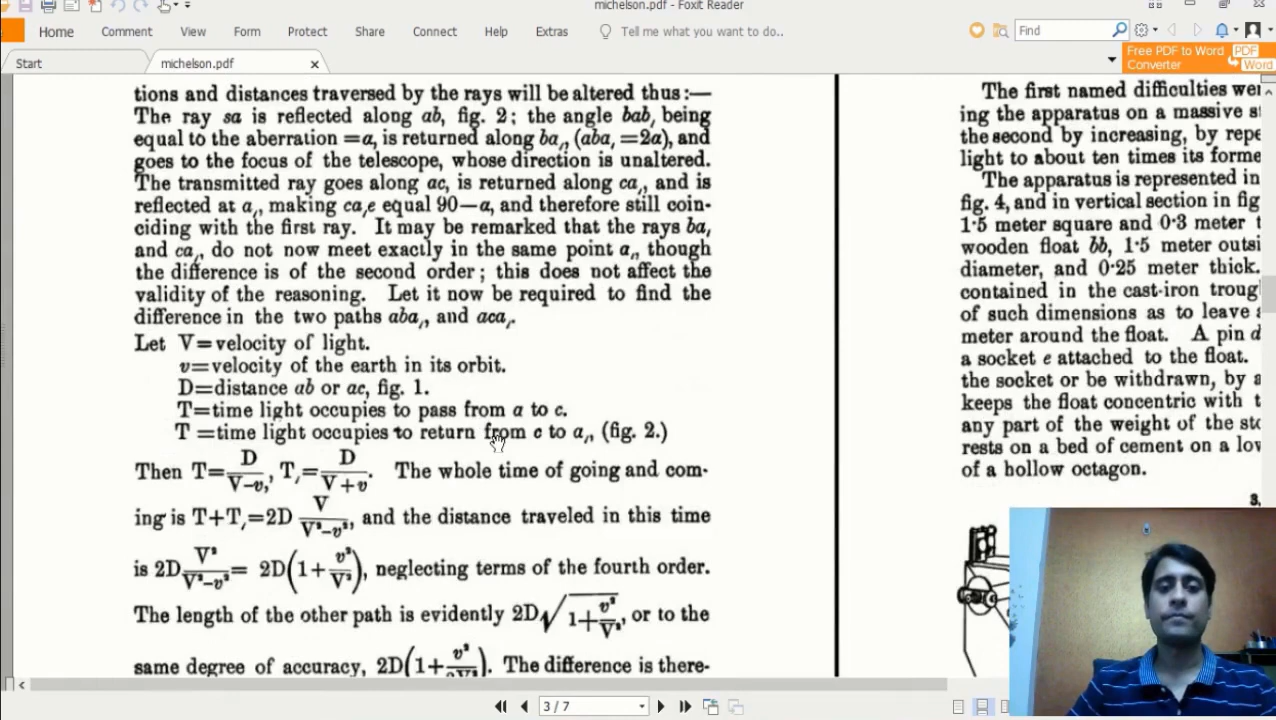 michelson.pdf - Foxit Reader
Home Comment View Form Protect Share Connect Help Extras Tell me what you want to do.. Find
Free PDF to Word Converter PDF Word
Start michelson.pdf
tions and distances traversed by the rays will be altered thus :—
The ray sa is reflected along ab, fig. 2; the angle bab, being
equal to the aberration =a, is returned along ba,, (aba, =2a), and
goes to the focus of the telescope, whose direction is unaltered.
The transmitted ray goes along ac, is returned along ca,, and is
reflected at a,, making ca,e equal 90—a, and therefore still coin-
ciding with the first ray. It may be remarked that the rays ba,
and ca,, do not now meet exactly in the same point a,, though
the difference is of the second order; this does not affect the
validity of the reasoning. Let it now be required to find the
difference in the two paths aba,, and aca,.
Let V=velocity of light.
v=velocity of the earth in its orbit.
D=distance ab or ac, fig. 1.
T=time light occupies to pass from a to c.
T =time light occupies to return from c to a,, (fig. 2.)
Then T=D/(V−v), T,=D/(V+v). The whole time of going and com-
ing is T+T,=2D V/(V²−v²), and the distance traveled in this time
is 2D V²/(V²−v²)= 2D(1+v²/V²), neglecting terms of the fourth order.
The length of the other path is evidently 2D√(1+v²/V²), or to the
same degree of accuracy, 2D(1+v²/2V²). The difference is there-
The first named difficulties wer
ing the apparatus on a massive st
the second by increasing, by repe
light to about ten times its forme
The apparatus is represented in
fig. 4, and in vertical section in fig
1·5 meter square and 0·3 meter t
wooden float bb, 1·5 meter outsi
diameter, and 0·25 meter thick.
contained in the cast-iron troug
of such dimensions as to leave a
meter around the float. A pin d
a socket e attached to the float.
the socket or be withdrawn, by a
keeps the float concentric with t
any part of the weight of the sto
rests on a bed of cement on a low
of a hollow octagon.
3.
3 / 7